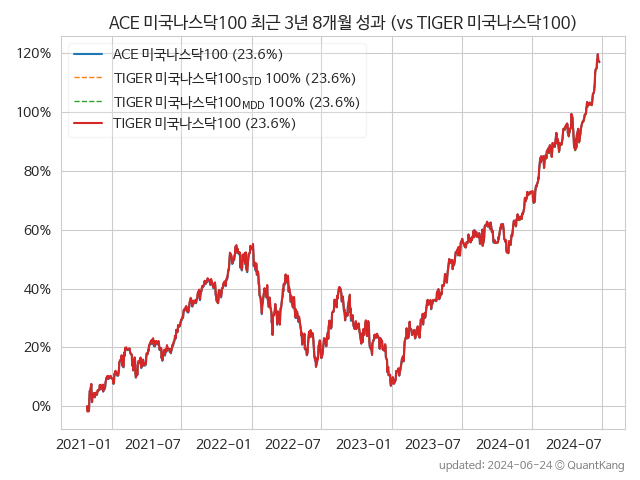 ACE 미국나스닥100 최근 3년 8개월 성과 (vs TIGER 미국나스닥100)
ACE 미국나스닥100 (23.6%)
TIGER 미국나스닥100STD 100% (23.6%)
TIGER 미국나스닥100MDD 100% (23.6%)
TIGER 미국나스닥100 (23.6%)
120%
100%
80%
60%
40%
20%
0%
2021-01 2021-07 2022-01 2022-07 2023-01 2023-07 2024-01 2024-07
updated: 2024-06-24 © QuantKang